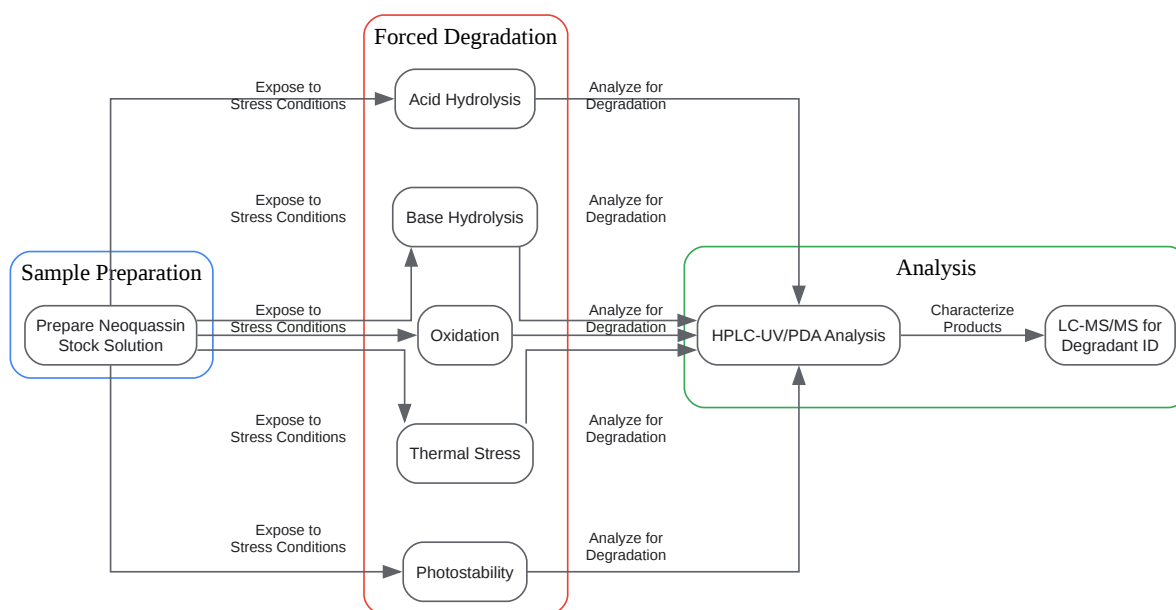 Forced Degradation
Expose to
Stress Conditions
Acid Hydrolysis
Analyze for
Degradation
Expose to
Stress Conditions
Base Hydrolysis
Analyze for
Degradation
Sample Preparation
Prepare Neoquassin
Stock Solution
Expose to
Stress Conditions
Oxidation
Analyze for
Degradation
Analysis
HPLC-UV/PDA Analysis
Characterize
Products
LC-MS/MS for
Degradant ID
Expose to
Stress Conditions
Thermal Stress
Analyze for
Degradation
Expose to
Stress Conditions
Photostability
Analyze for
Degradation